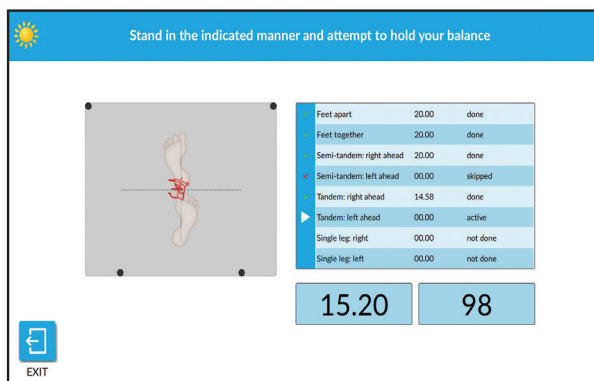 Stand in the indicated manner and attempt to hold your balance
Feet apart 20.00 done
Feet together 20.00 done
Semi-tandem: right ahead 20.00 done
Semi-tandem: left ahead 00.00 skipped
Tandem: right ahead 14.58 done
Tandem: left ahead 00.00 active
Single leg: right 00.00 not done
Single leg: left 00.00 not done
15.20 98
EXIT